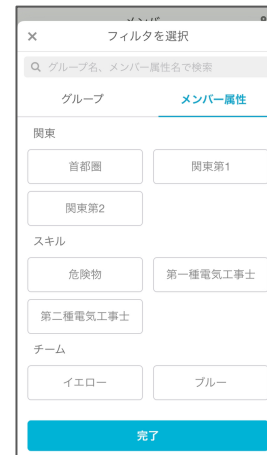 × フィルタを選択
グループ名、メンバー属性名で検索
グループ メンバー属性
関東
首都圏 関東第1
関東第2
スキル
危険物 第一種電気工事士
第二種電気工事士
チーム
イエロー ブルー
完了